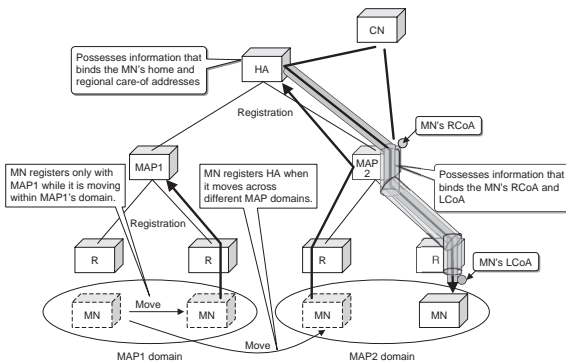 CN
Possesses information that
binds the MN's home and
regional care-of addresses
HA
Registration
MN's RCoA
MN registers only with
MAP1 while it is moving
within MAP1's domain.
MAP1
MN registers HA when
it moves across
different MAP domains.
MAP
2
Possesses information that
binds the MN's RCoA and
LCoA
Registration
R
R
R
R
MN's LCoA
MN
Move
MN
MN
MN
Move
MAP1 domain
MAP2 domain